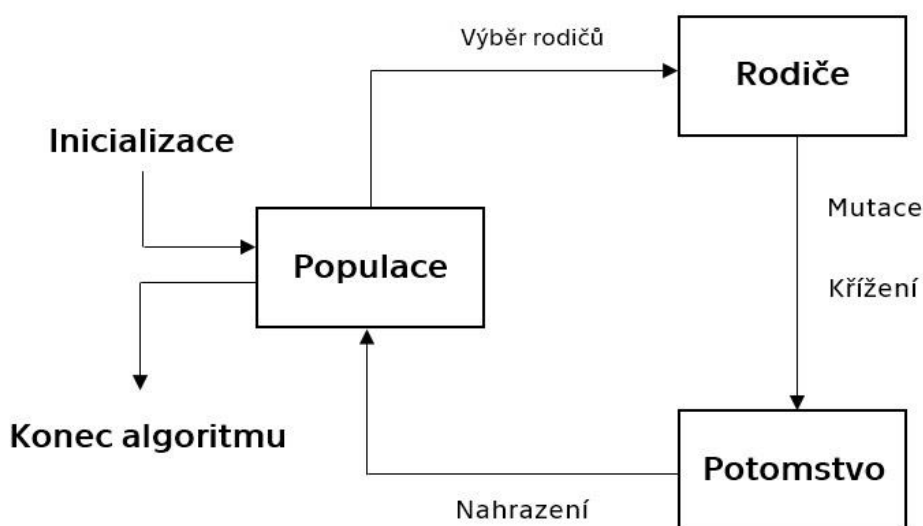 Výběr rodičů
Rodiče
Inicializace
Mutace
Populace
Křížení
Konec algoritmu
Potomstvo
Nahrazení